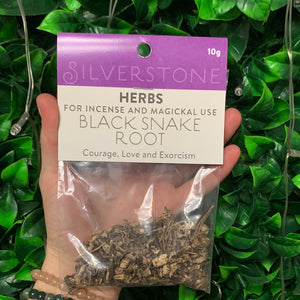 10g
SILVERSTONE
HERBS
FOR INCENSE AND MAGICKAL USE
BLACK SNAKE
ROOT
Courage, Love and Exorcism